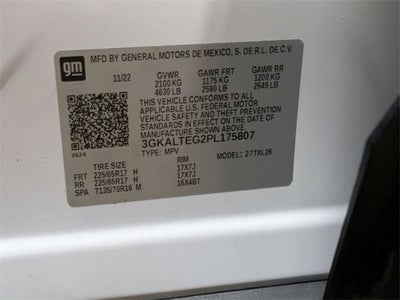 gm
MFD BY GENERAL MOTORS DE MEXICO, S. DE R.L. DE C.V.
11/22 GVWR GAWR FRT GAWR RR
2100 KG 1175 KG 1200 KG
4630 LB 2590 LB 2645 LB
THIS VEHICLE CONFORMS TO ALL
APPLICABLE U.S. FEDERAL MOTOR
VEHICLE SAFETY AND THEFT
PREVENTION STANDARDS IN EFFECT ON
THE DATE OF MANUFACTURE SHOWN ABOVE.
3GKALTEG2PL175807
8624 TYPE: MPV 27TXL26
TIRE SIZE RIM
FRT 225/65R17 H 17X7J
RR 225/65R17 H 17X7J
SPA T135/70R16 M 16X4BT